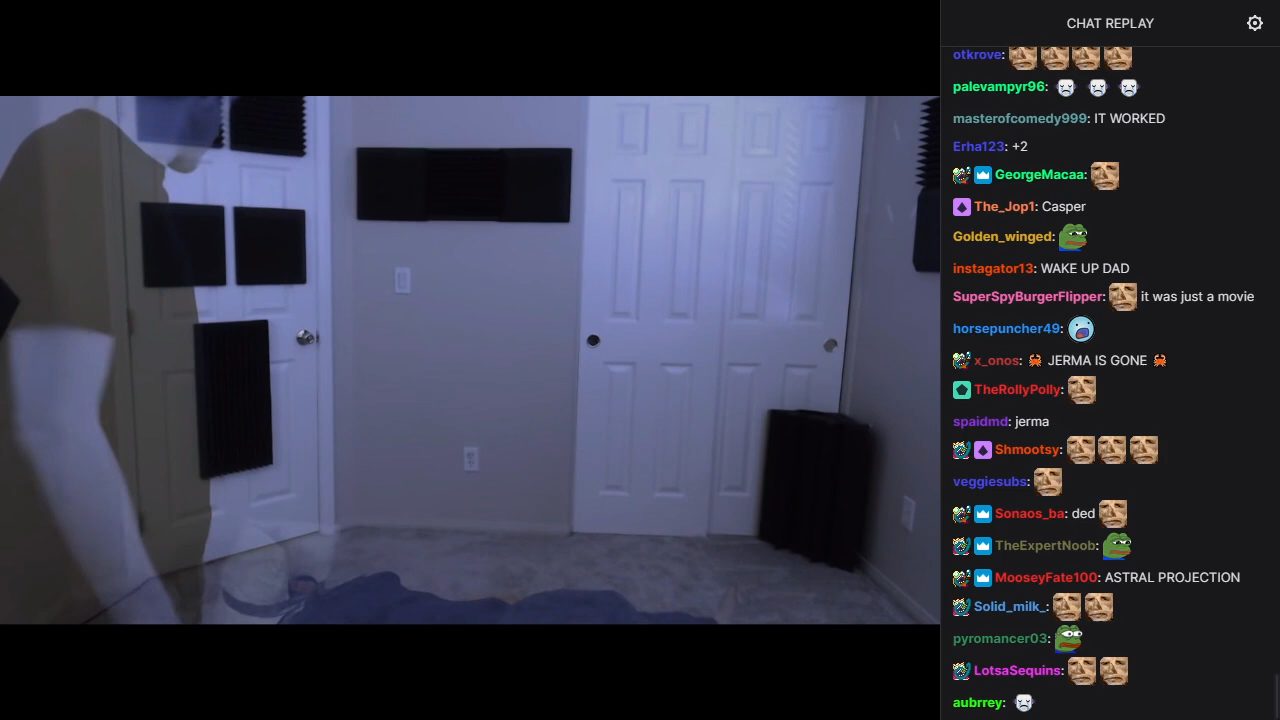 CHAT REPLAY
otkrove:
palevampyr96:
masterofcomedy999: IT WORKED
Erha123: +2
GeorgeMacaa:
The_Jop1: Casper
Golden_winged:
instagator13: WAKE UP DAD
SuperSpyBurgerFlipper: it was just a movie
horsepuncher49:
x_onos: 🦀 JERMA IS GONE 🦀
TheRollyPolly:
spaidmd: jerma
Shmootsy:
veggiesubs:
Sonaos_ba: ded
TheExpertNoob:
MooseyFate100: ASTRAL PROJECTION
Solid_milk_:
pyromancer03:
LotsaSequins:
aubrrey: